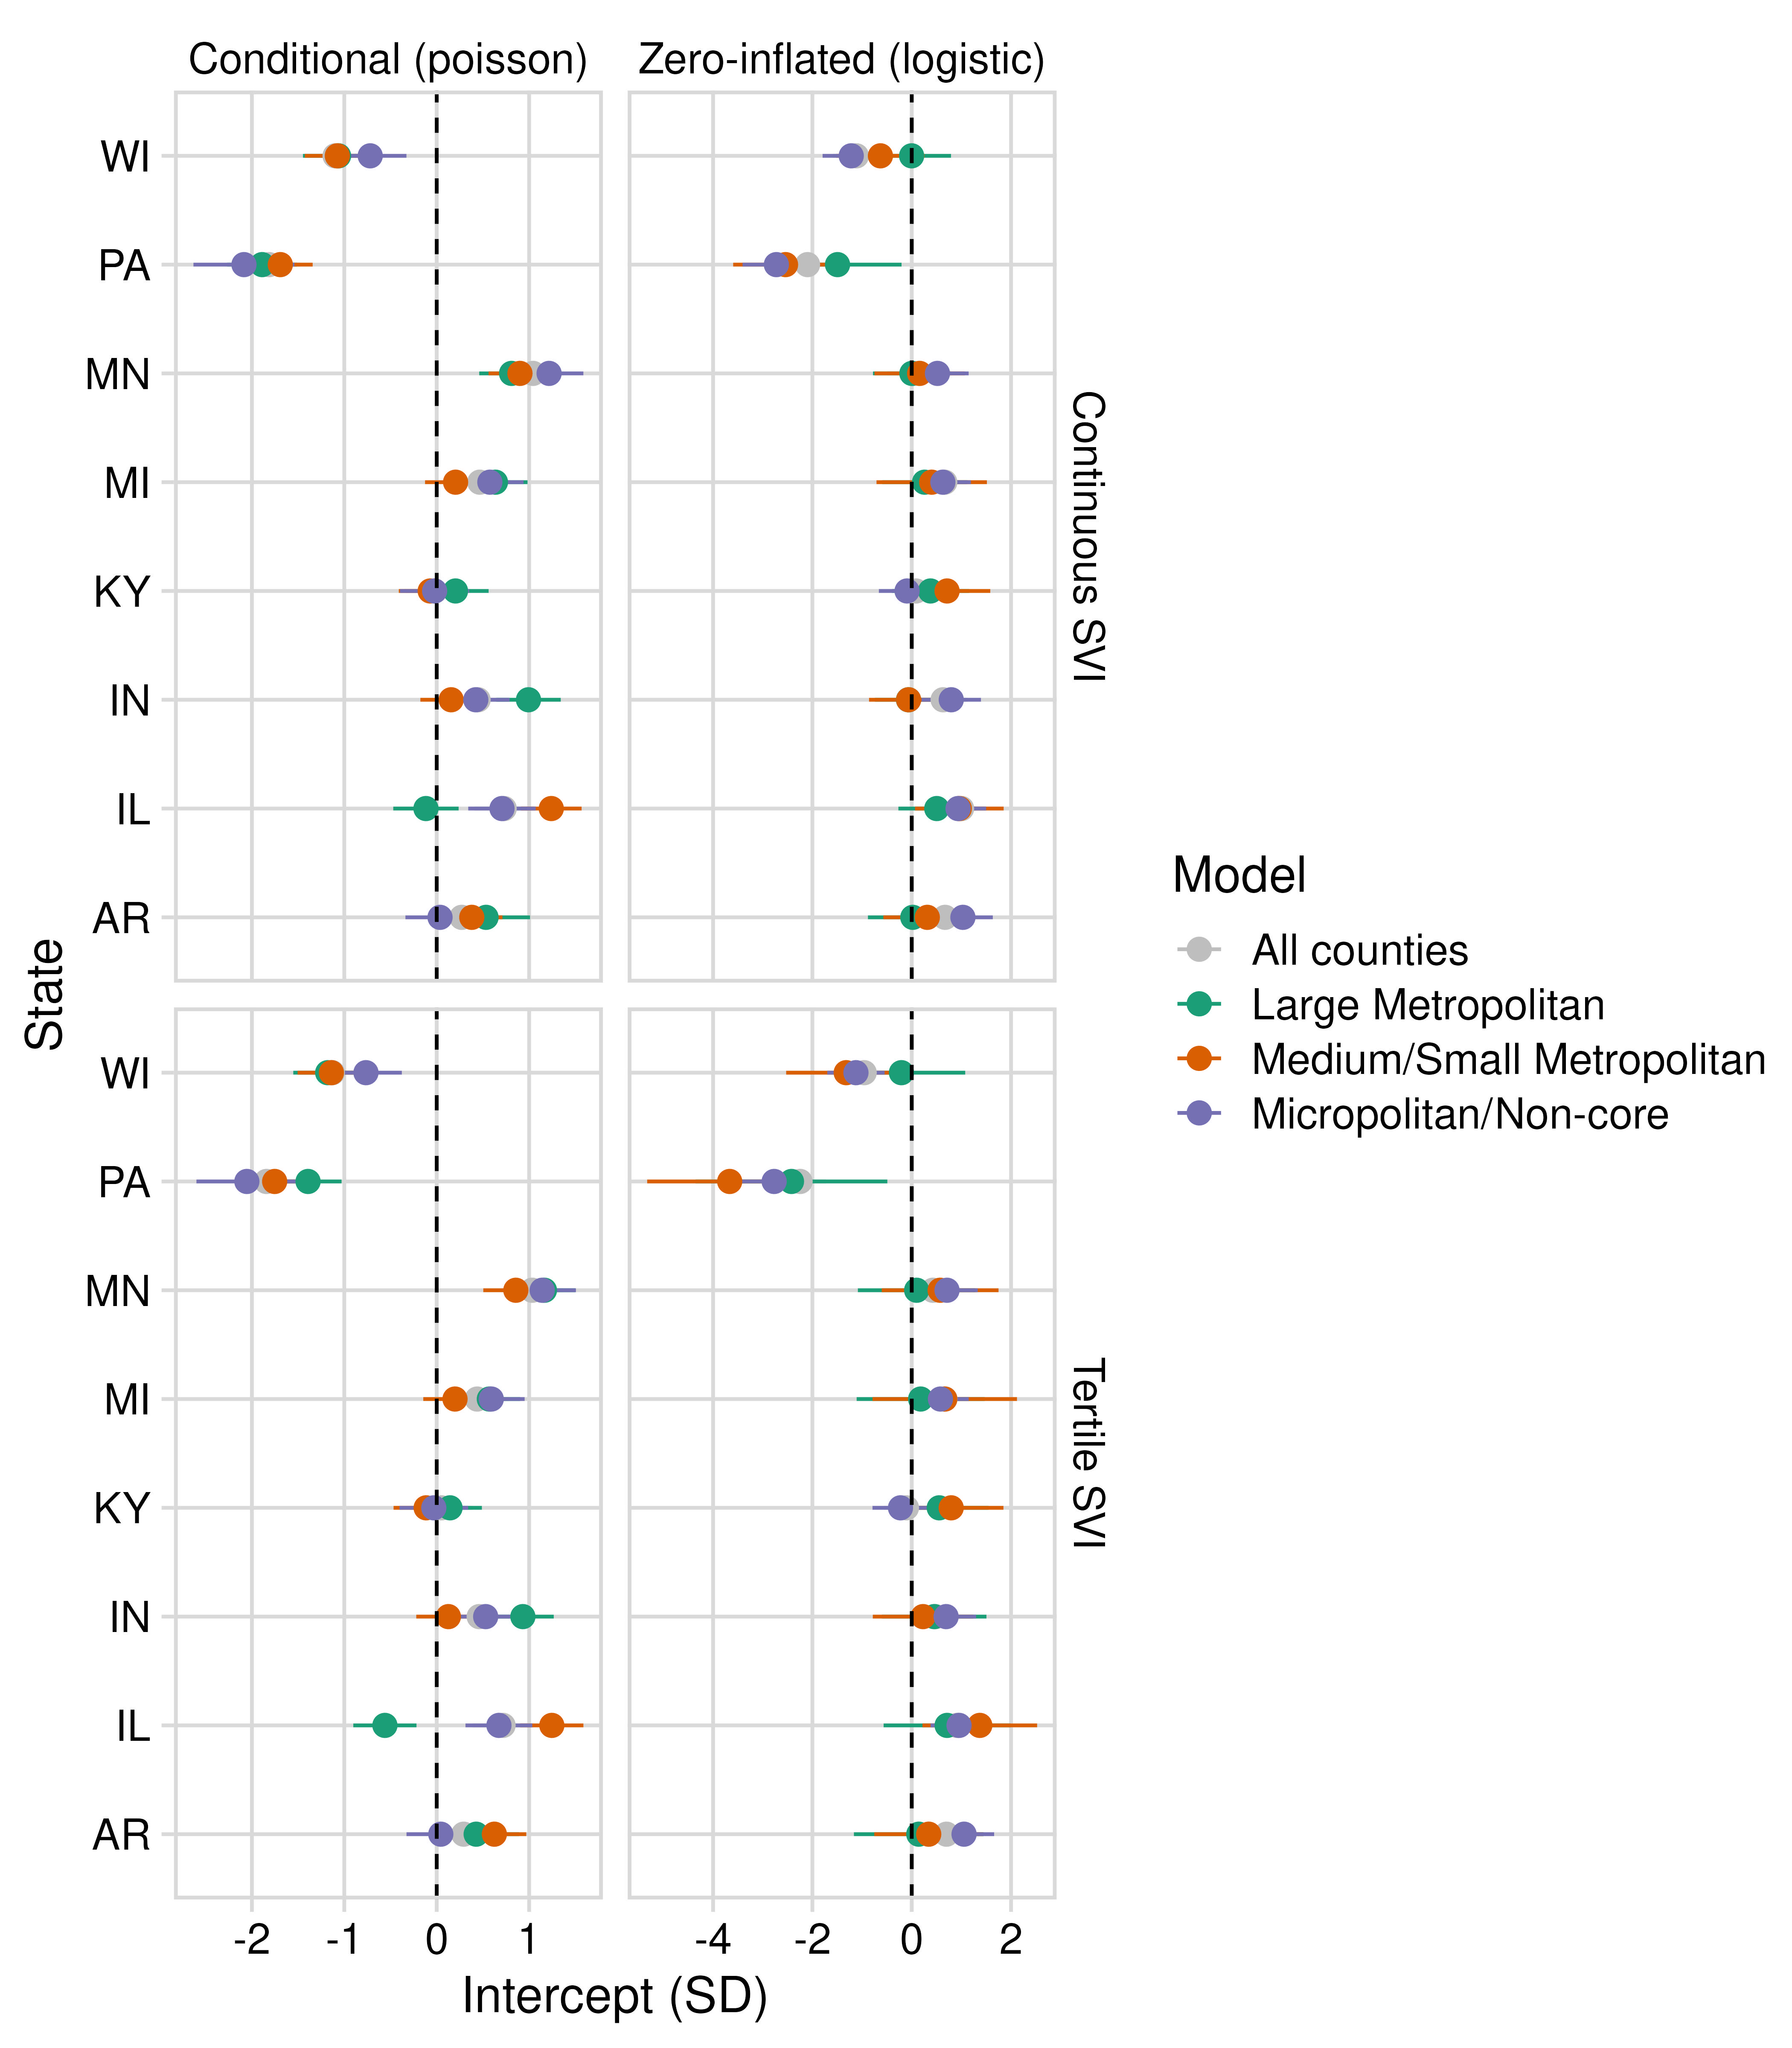 Conditional (poisson)
Zero-inflated (logistic)
WI
PA
MN
MI
KY
IN
IL
AR
Continuous SVI
State
WI
PA
MN
MI
KY
IN
IL
AR
Tertile SVI
-2 -1 0 1
-4 -2 0 2
Intercept (SD)
Model
All counties
Large Metropolitan
Medium/Small Metropolitan
Micropolitan/Non-core